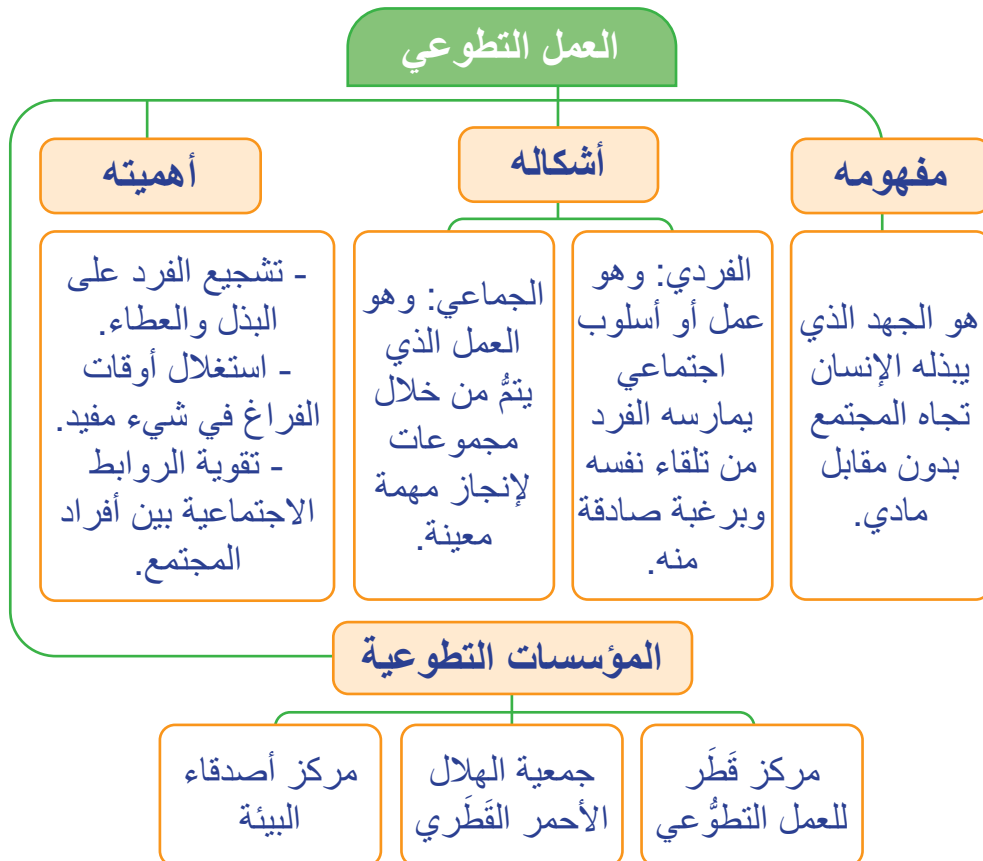 العمل التطوعي
مفهومه
هو الجهد الذي
يبذله الإنسان
تجاه المجتمع
بدون مقابل
مادي.
أشكاله
الفردي: وهو
عمل أو أسلوب
اجتماعي
يمارسه الفرد
من تلقاء نفسه
وبرغبة صادقة
منه.
الجماعي: وهو
العمل الذي
يتمُّ من خلال
مجموعات
لإنجاز مهمة
معينة.
أهميته
- تشجيع الفرد على
البذل والعطاء.
- استغلال أوقات
الفراغ في شيء مفيد.
- تقوية الروابط
الاجتماعية بين أفراد
المجتمع.
المؤسسات التطوعية
مركز قَطَر
للعمل التطوُّعي
جمعية الهلال
الأحمر القَطَري
مركز أصدقاء
البيئة